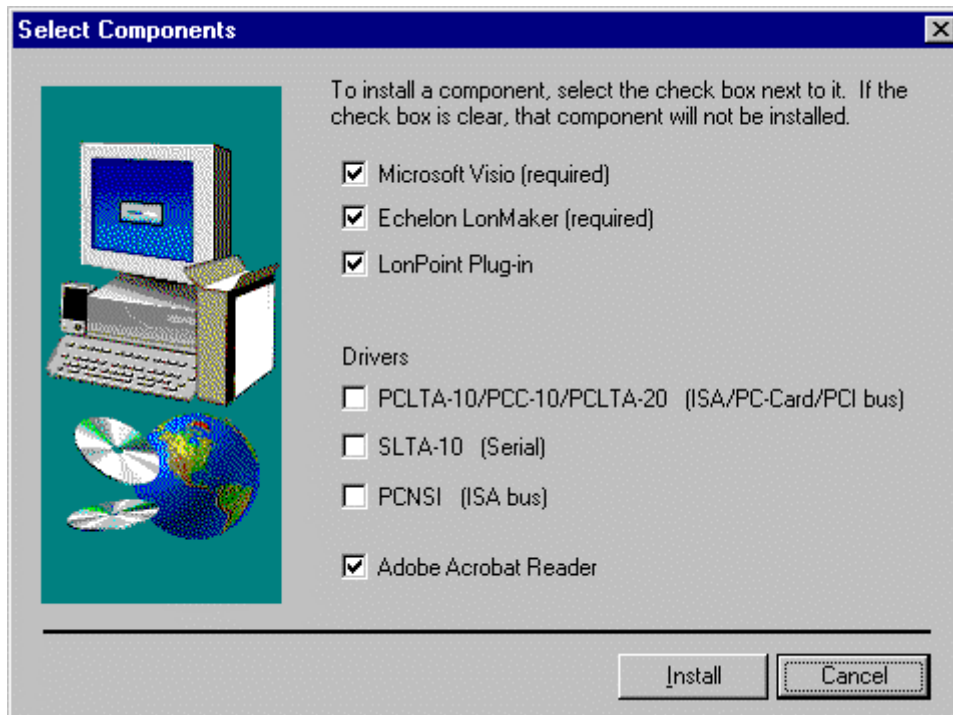 Select Components
To install a component, select the check box next to it.  If the
check box is clear, that component will not be installed.
Microsoft Visio (required)
Echelon LonMaker (required)
LonPoint Plug-in
Drivers
PCLTA-10/PCC-10/PCLTA-20   (ISA/PC-Card/PCI bus)
SLTA-10   (Serial)
PCNSI   (ISA bus)
Adobe Acrobat Reader
Install
Cancel